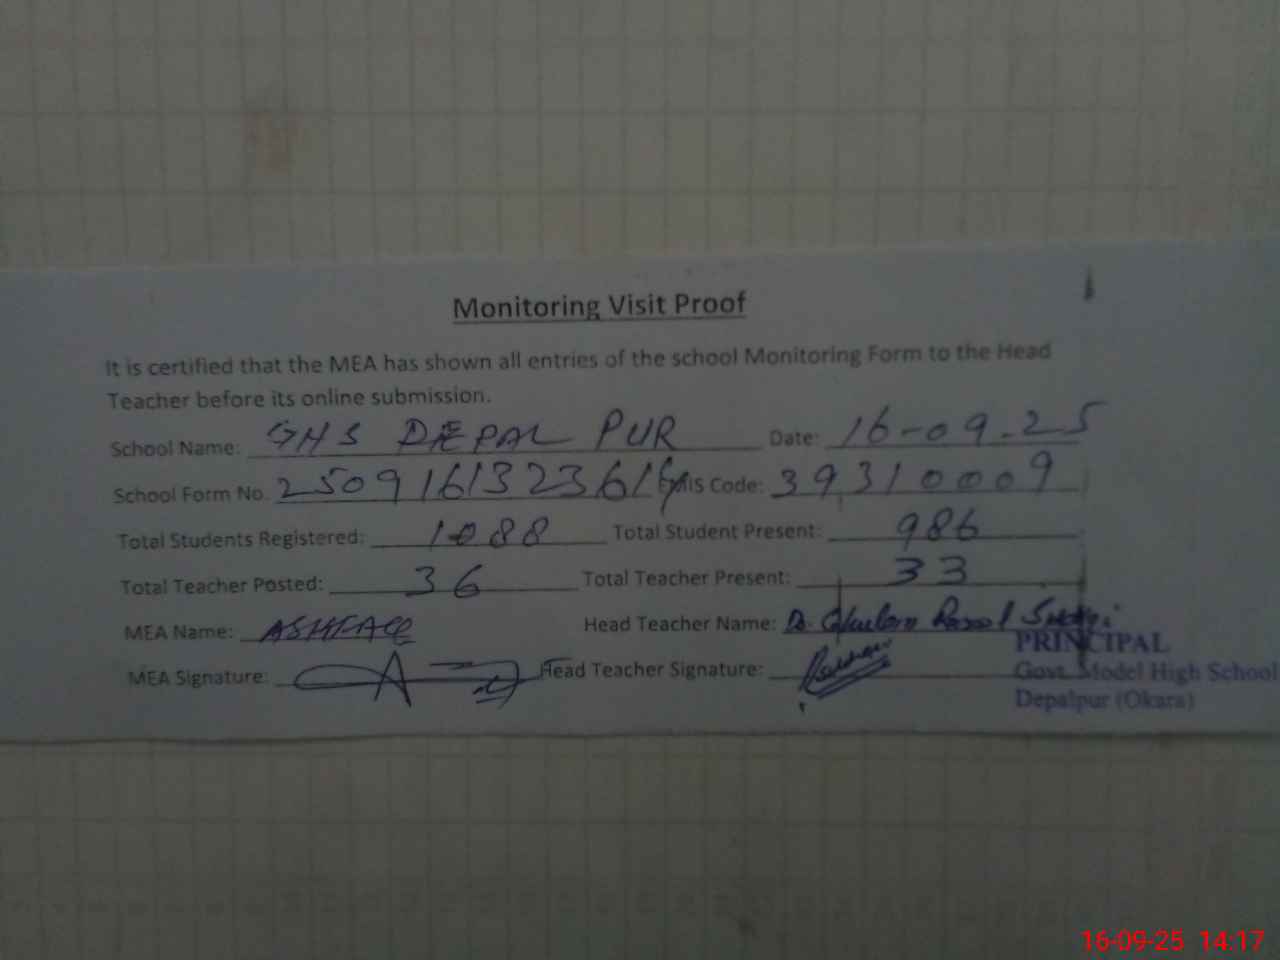 Monitoring Visit Proof
It is certified that the MEA has shown all entries of the school Monitoring Form to the Head
Teacher before its online submission.
School Name: GHS DEPAL PUR Date: 16-09-25
School Form No. EMIS Code: 39310009
Total Students Registered: 1088 Total Student Present: 986
Total Teacher Posted: 36 Total Teacher Present: 33
MEA Name: ASHFAQ Head Teacher Name: Ghulam Rasool
MEA Signature: Head Teacher Signature:
PRINCIPAL
Govt. Model High School
Depalpur (Okara)
16-09-25 14:17